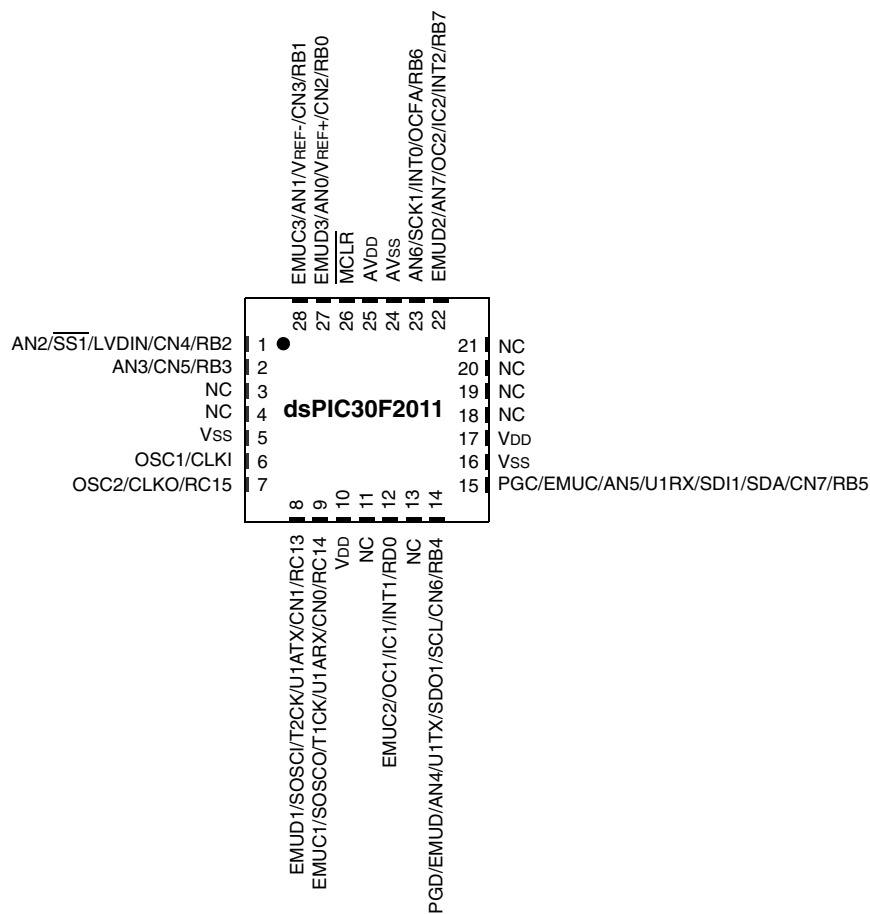 EMUC3/AN1/VREF-/CN3/RB1
EMUD3/AN0/VREF+/CN2/RB0
MCLR
AVDD
AVSS
AN6/SCK1/INT0/OCFA/RB6
EMUD2/AN7/OC2/IC2/INT2/RB7
28
27
26
25
24
23
22
AN2/SS1/LVDIN/CN4/RB2 1
AN3/CN5/RB3 2
NC 3
NC 4
VSS 5
OSC1/CLKI 6
OSC2/CLKO/RC15 7
dsPIC30F2011
21 NC
20 NC
19 NC
18 NC
17 VDD
16 VSS
15 PGC/EMUC/AN5/U1RX/SDI1/SDA/CN7/RB5
8
9
10
11
12
13
14
EMUD1/SOSCI/T2CK/U1ATX/CN1/RC13
EMUC1/SOSCO/T1CK/U1ARX/CN0/RC14
VDD
NC
EMUC2/OC1/IC1/INT1/RD0
NC
PGD/EMUD/AN4/U1TX/SDO1/SCL/CN6/RB4